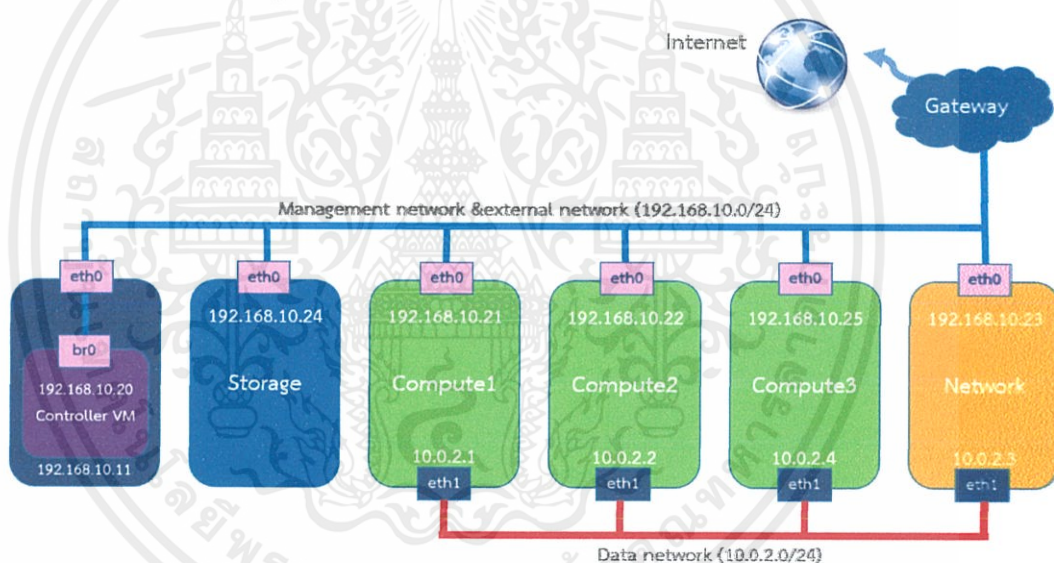 Internet
Gateway
Management network &external network (192.168.10.0/24)
eth0 eth0 eth0 eth0 eth0 eth0
192.168.10.24 192.168.10.21 192.168.10.22 192.168.10.25 192.168.10.23
br0
192.168.10.20
Controller VM
Storage Compute1 Compute2 Compute3 Network
192.168.10.11
10.0.2.1 10.0.2.2 10.0.2.4 10.0.2.3
eth1 eth1 eth1 eth1
Data network (10.0.2.0/24)